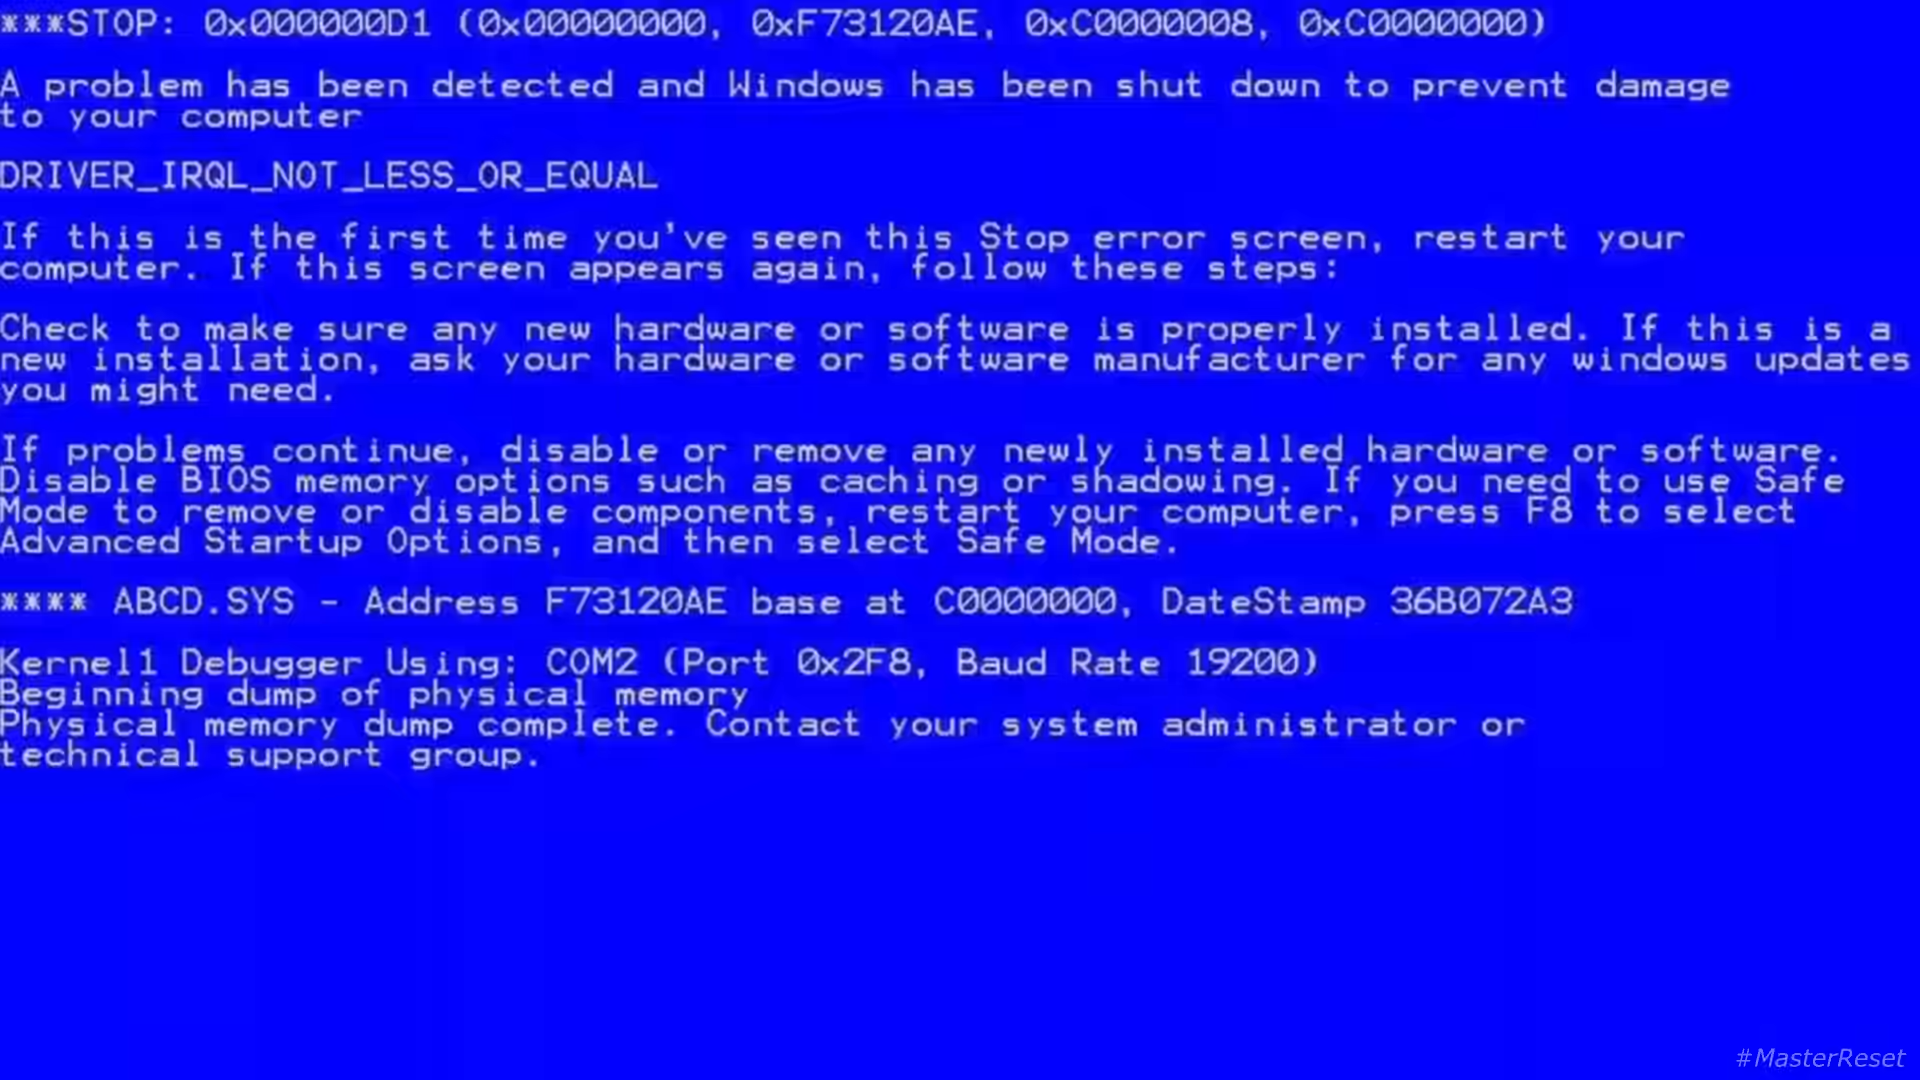 ***STOP: 0x000000D1 (0x00000000, 0xF73120AE, 0xC0000008, 0xC0000000)
A problem has been detected and Windows has been shut down to prevent damage
to your computer
DRIVER_IRQL_NOT_LESS_OR_EQUAL
If this is the first time you've seen this Stop error screen, restart your
computer. If this screen appears again, follow these steps:
Check to make sure any new hardware or software is properly installed. If this is a
new installation, ask your hardware or software manufacturer for any windows updates
you might need.
If problems continue, disable or remove any newly installed hardware or software.
Disable BIOS memory options such as caching or shadowing. If you need to use Safe
Mode to remove or disable components, restart your computer, press F8 to select
Advanced Startup Options, and then select Safe Mode.
**** ABCD.SYS - Address F73120AE base at C0000000, DateStamp 36B072A3
Kernel1 Debugger Using: COM2 (Port 0x2F8, Baud Rate 19200)
Beginning dump of physical memory
Physical memory dump complete. Contact your system administrator or
technical support group.
#MasterReset